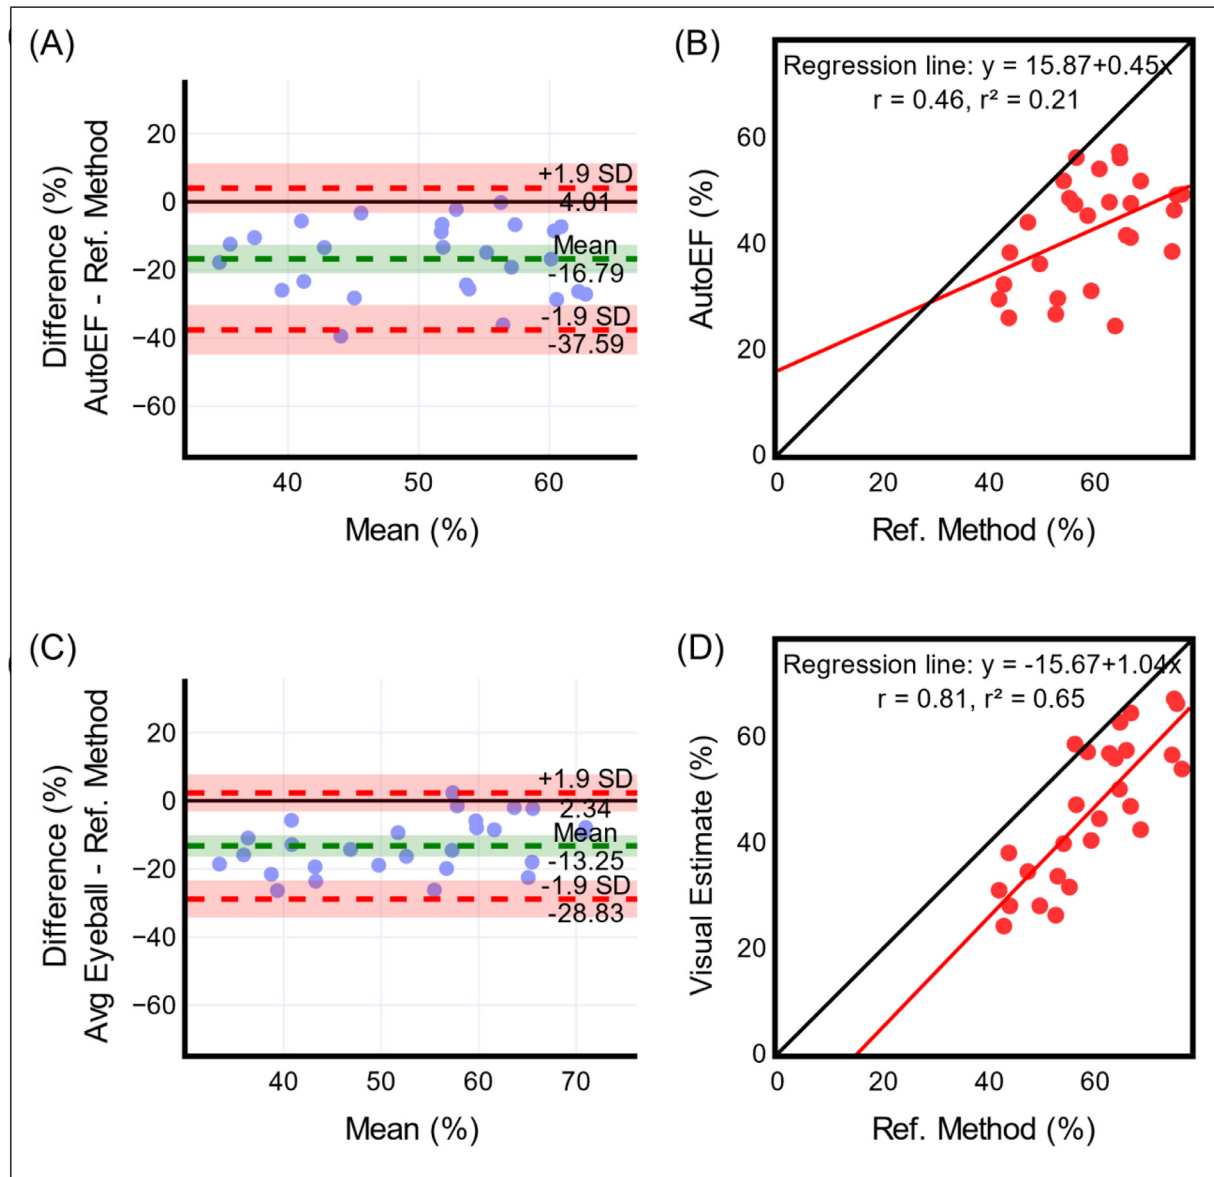 (A)
Difference (%)
AutoEF - Ref. Method
20
0
−20
−40
−60
+1.9 SD
4.01
Mean
-16.79
-1.9 SD
-37.59
40
50
60
Mean (%)
(B)
Regression line: y = 15.87+0.45x
r = 0.46, r² = 0.21
AutoEF (%)
60
40
20
0
0
20
40
60
Ref. Method (%)
(C)
Difference (%)
Avg Eyeball - Ref. Method
20
0
−20
−40
−60
+1.9 SD
2.34
Mean
-13.25
-1.9 SD
-28.83
40
50
60
70
Mean (%)
(D)
Regression line: y = -15.67+1.04x
r = 0.81, r² = 0.65
Visual Estimate (%)
60
40
20
0
0
20
40
60
Ref. Method (%)